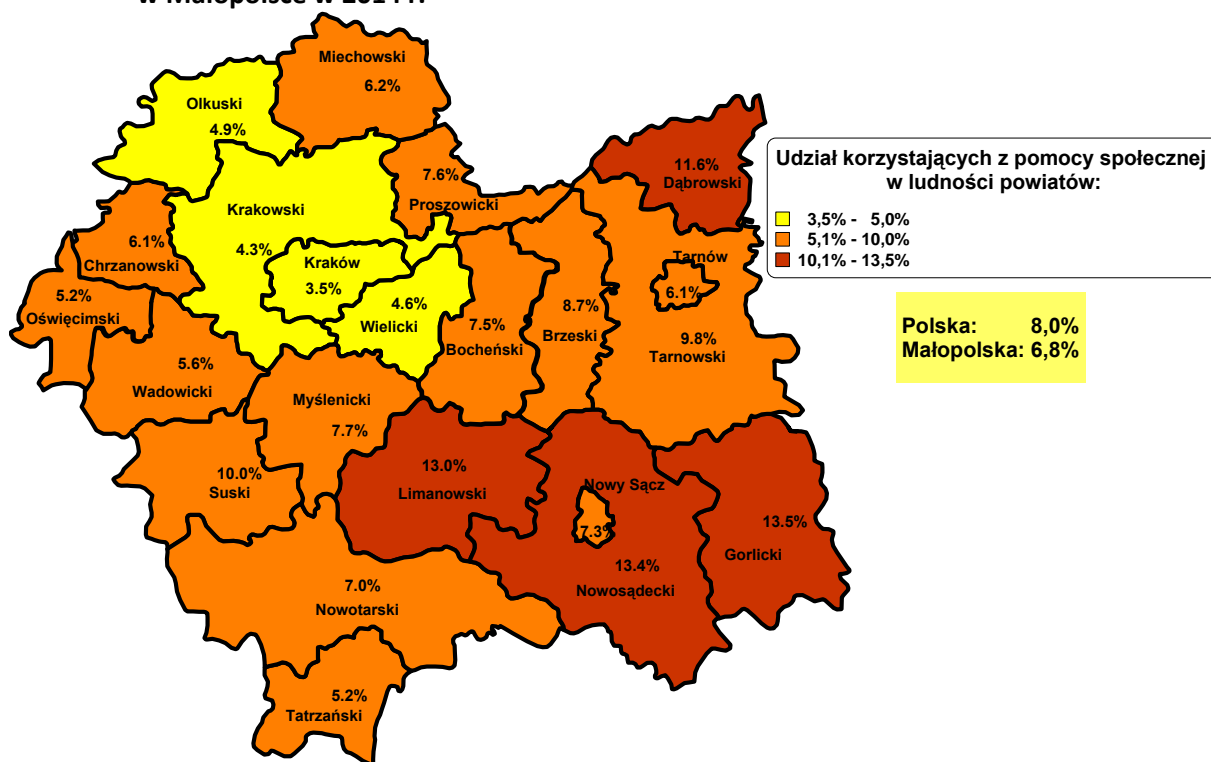 w Małopolsce w 2014 r.
Miechowski
6.2%
Olkuski
4.9%
11.6%
Dąbrowski
7.6%
Proszowicki
Krakowski
4.3%
6.1%
Chrzanowski
Kraków
3.5%
Tarnów
6.1%
5.2%
Oświęcimski
4.6%
Wielicki
7.5%
Bocheński
8.7%
Brzeski
9.8%
Tarnowski
5.6%
Wadowicki
Myślenicki
7.7%
10.0%
Suski
13.0%
Limanowski
Nowy Sącz
7.3%
13.5%
Gorlicki
13.4%
Nowosądecki
7.0%
Nowotarski
5.2%
Tatrzański
Udział korzystających z pomocy społecznej
w ludności powiatów:
3,5% - 5,0%
5,1% - 10,0%
10,1% - 13,5%
Polska: 8,0%
Małopolska: 6,8%